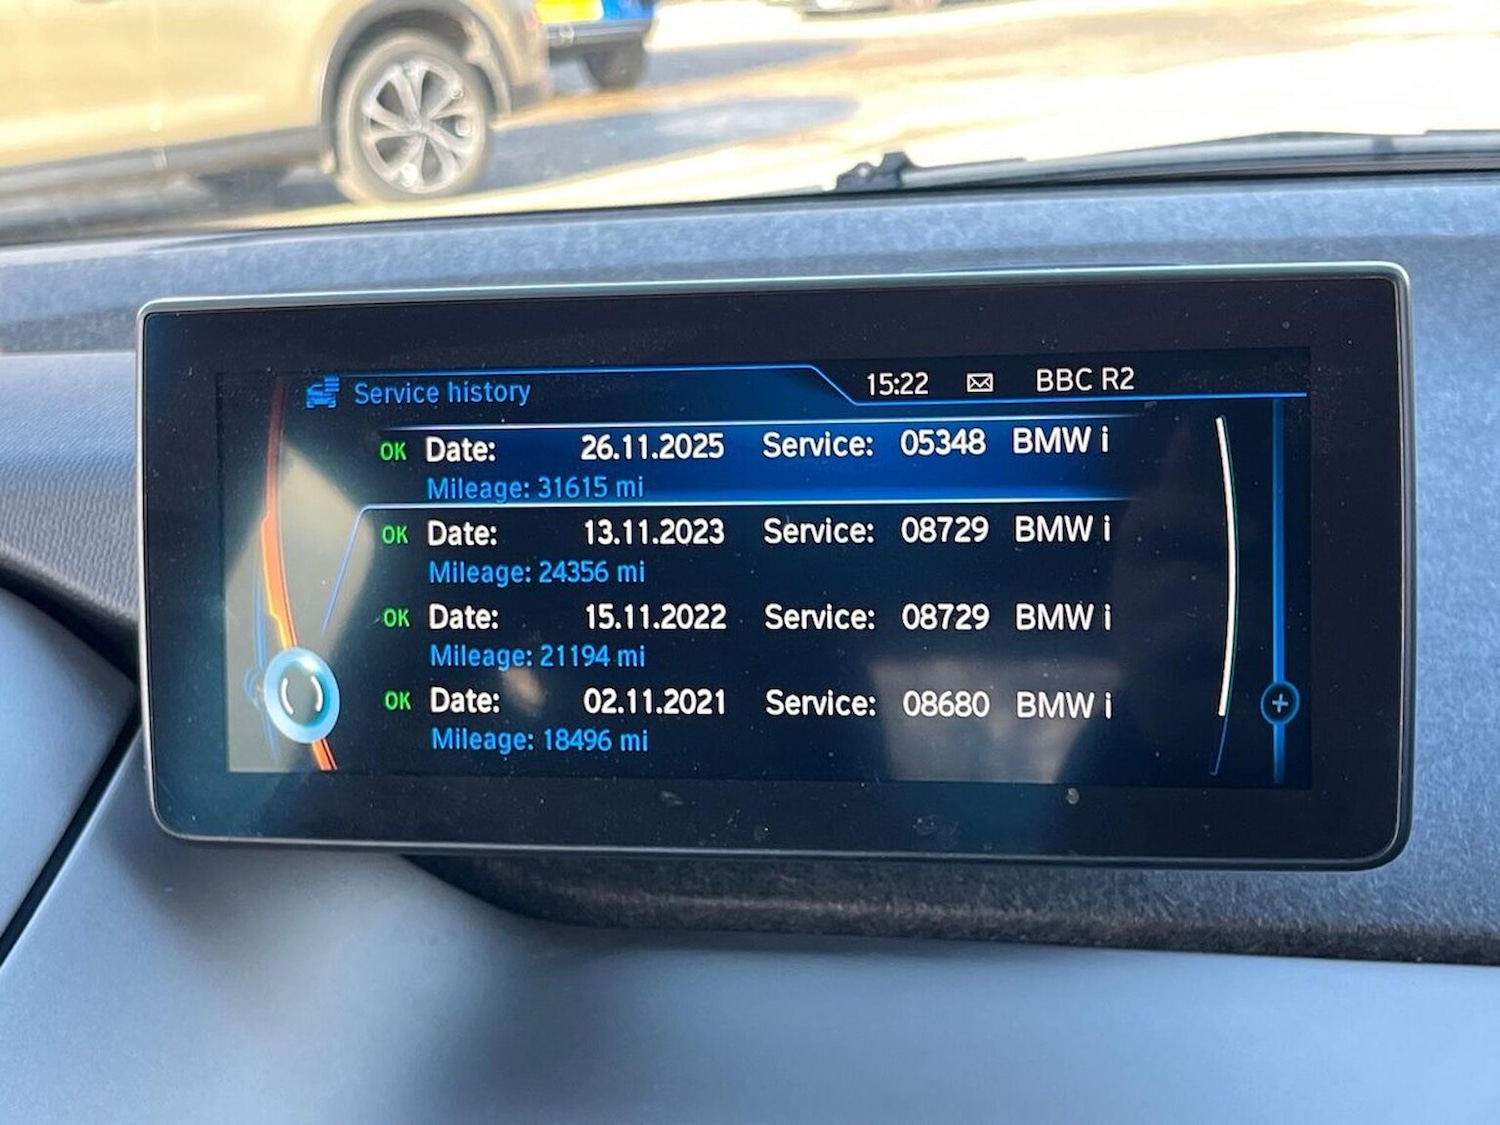 Service history 15:22 BBC R2
OK Date: 26.11.2025 Service: 05348 BMW i
Mileage: 31615 mi
OK Date: 13.11.2023 Service: 08729 BMW i
Mileage: 24356 mi
OK Date: 15.11.2022 Service: 08729 BMW i
Mileage: 21194 mi
OK Date: 02.11.2021 Service: 08680 BMW i
Mileage: 18496 mi